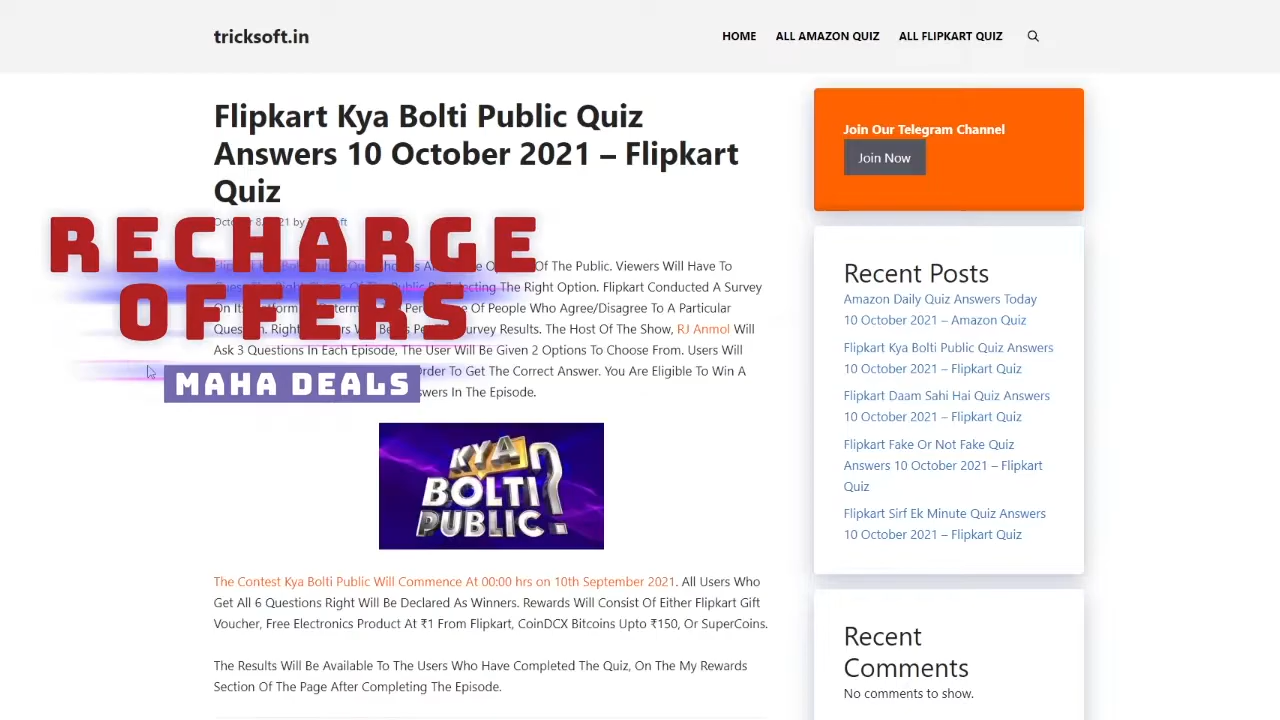 tricksoft.in
HOME
ALL AMAZON QUIZ
ALL FLIPKART QUIZ
Flipkart Kya Bolti Public Quiz
Answers 10 October 2021 – Flipkart
Quiz
RECHARGE
OFFERS
MAHA DEALS
Of The Public. Viewers Will Have To
The Right Option. Flipkart Conducted A Survey
Of People Who Agree/Disagree To A Particular
Survey Results. The Host Of The Show, RJ Anmol Will
Ask 3 Questions In Each Episode, The User Will Be Given 2 Options To Choose From. Users Will
Order To Get The Correct Answer. You Are Eligible To Win A
In The Episode.
KYA
BOLTI
PUBLIC ?
The Contest Kya Bolti Public Will Commence At 00:00 hrs on 10th September 2021. All Users Who
Get All 6 Questions Right Will Be Declared As Winners. Rewards Will Consist Of Either Flipkart Gift
Voucher, Free Electronics Product At ₹1 From Flipkart, CoinDCX Bitcoins Upto ₹150, Or SuperCoins.
The Results Will Be Available To The Users Who Have Completed The Quiz, On The My Rewards
Section Of The Page After Completing The Episode.
Join Our Telegram Channel
Join Now
Recent Posts
Amazon Daily Quiz Answers Today
10 October 2021 – Amazon Quiz
Flipkart Kya Bolti Public Quiz Answers
10 October 2021 – Flipkart Quiz
Flipkart Daam Sahi Hai Quiz Answers
10 October 2021 – Flipkart Quiz
Flipkart Fake Or Not Fake Quiz
Answers 10 October 2021 – Flipkart
Quiz
Flipkart Sirf Ek Minute Quiz Answers
10 October 2021 – Flipkart Quiz
Recent
Comments
No comments to show.